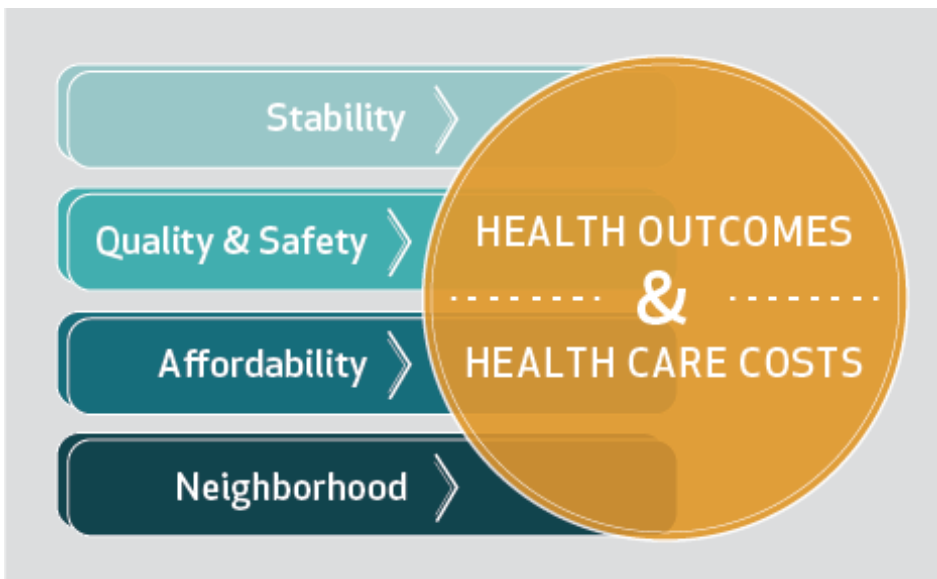 Stability
Quality & Safety
Affordability
Neighborhood
HEALTH OUTCOMES
&
HEALTH CARE COSTS